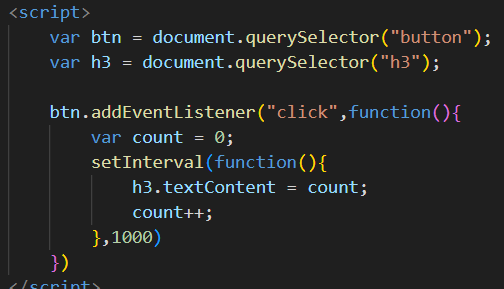 <script>
var btn = document.querySelector("button");
var h3 = document.querySelector("h3");
btn.addEventListener("click",function(){
var count = 0;
setInterval(function(){
h3.textContent = count;
count++;
},1000)
})
</script>